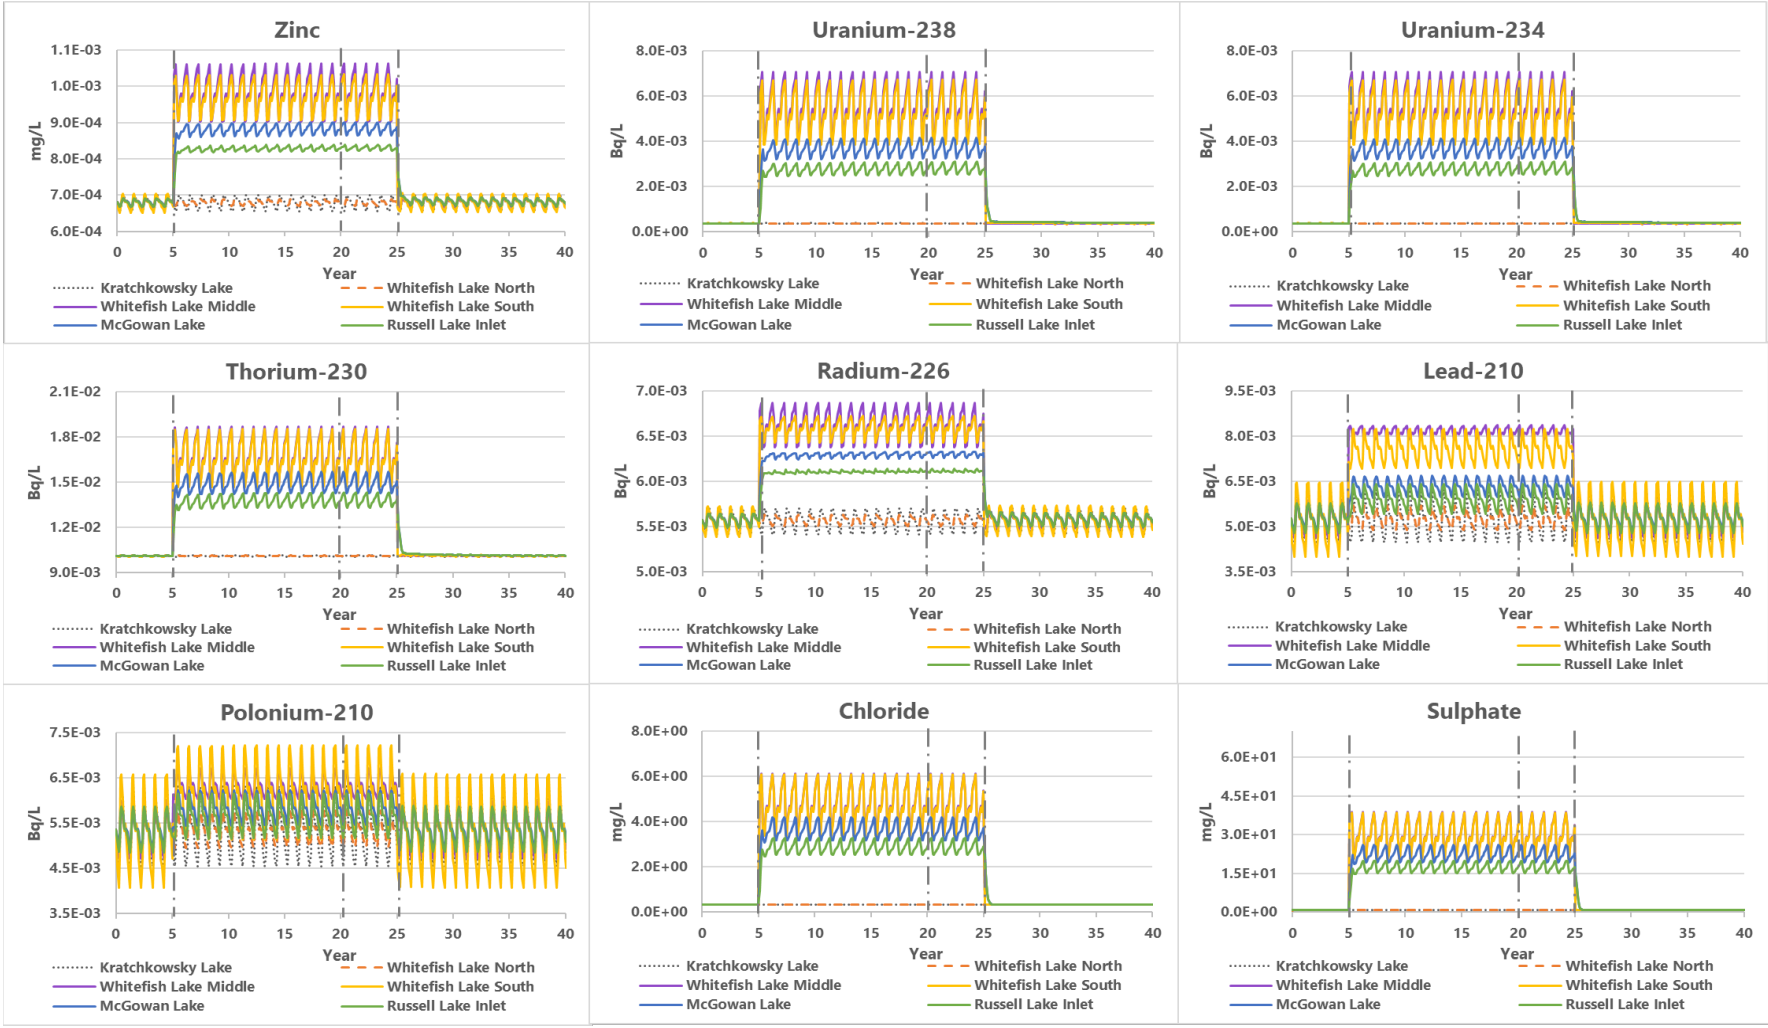 Zinc
1.1E-03
1.0E-03
9.0E-04
8.0E-04
7.0E-04
6.0E-04
mg/L
0 5 10 15 20 25 30 35 40
Year
Kratchkowsky Lake Whitefish Lake North
Whitefish Lake Middle Whitefish Lake South
McGowan Lake Russell Lake Inlet
Uranium-238
8.0E-03
6.0E-03
4.0E-03
2.0E-03
0.0E+00
Bq/L
0 5 10 15 20 25 30 35 40
Year
Kratchkowsky Lake Whitefish Lake North
Whitefish Lake Middle Whitefish Lake South
McGowan Lake Russell Lake Inlet
Uranium-234
8.0E-03
6.0E-03
4.0E-03
2.0E-03
0.0E+00
Bq/L
0 5 10 15 20 25 30 35 40
Year
Kratchkowsky Lake Whitefish Lake North
Whitefish Lake Middle Whitefish Lake South
McGowan Lake Russell Lake Inlet
Thorium-230
2.1E-02
1.8E-02
1.5E-02
1.2E-02
9.0E-03
Bq/L
0 5 10 15 20 25 30 35 40
Year
Kratchkowsky Lake Whitefish Lake North
Whitefish Lake Middle Whitefish Lake South
McGowan Lake Russell Lake Inlet
Radium-226
7.0E-03
6.5E-03
6.0E-03
5.5E-03
5.0E-03
Bq/L
0 5 10 15 20 25 30 35 40
Year
Kratchkowsky Lake Whitefish Lake North
Whitefish Lake Middle Whitefish Lake South
McGowan Lake Russell Lake Inlet
Lead-210
9.5E-03
8.0E-03
6.5E-03
5.0E-03
3.5E-03
Bq/L
0 5 10 15 20 25 30 35 40
Year
Kratchkowsky Lake Whitefish Lake North
Whitefish Lake Middle Whitefish Lake South
McGowan Lake Russell Lake Inlet
Polonium-210
7.5E-03
6.5E-03
5.5E-03
4.5E-03
3.5E-03
Bq/L
0 5 10 15 20 25 30 35 40
Year
Kratchkowsky Lake Whitefish Lake North
Whitefish Lake Middle Whitefish Lake South
McGowan Lake Russell Lake Inlet
Chloride
8.0E+00
6.0E+00
4.0E+00
2.0E+00
0.0E+00
mg/L
0 5 10 15 20 25 30 35 40
Year
Kratchkowsky Lake Whitefish Lake North
Whitefish Lake Middle Whitefish Lake South
McGowan Lake Russell Lake Inlet
Sulphate
6.0E+01
4.5E+01
3.0E+01
1.5E+01
0.0E+00
mg/L
0 5 10 15 20 25 30 35 40
Year
Kratchkowsky Lake Whitefish Lake North
Whitefish Lake Middle Whitefish Lake South
McGowan Lake Russell Lake Inlet